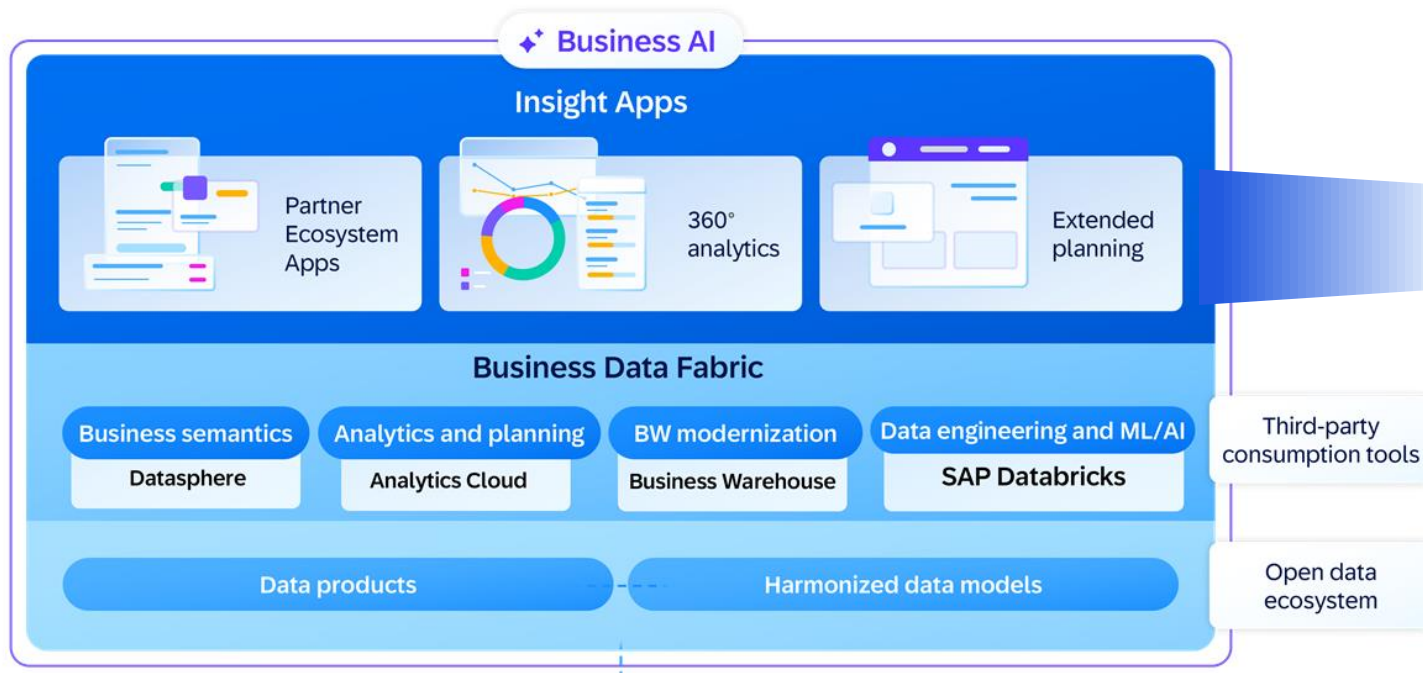 Business AI
Insight Apps
Partner
Ecosystem
Apps
360°
analytics
Extended
planning
Business Data Fabric
Business semantics
Datasphere
Analytics and planning
Analytics Cloud
BW modernization
Business Warehouse
Data engineering and ML/AI
SAP Databricks
Third-party
consumption tools
Data products
Harmonized data models
Open data
ecosystem